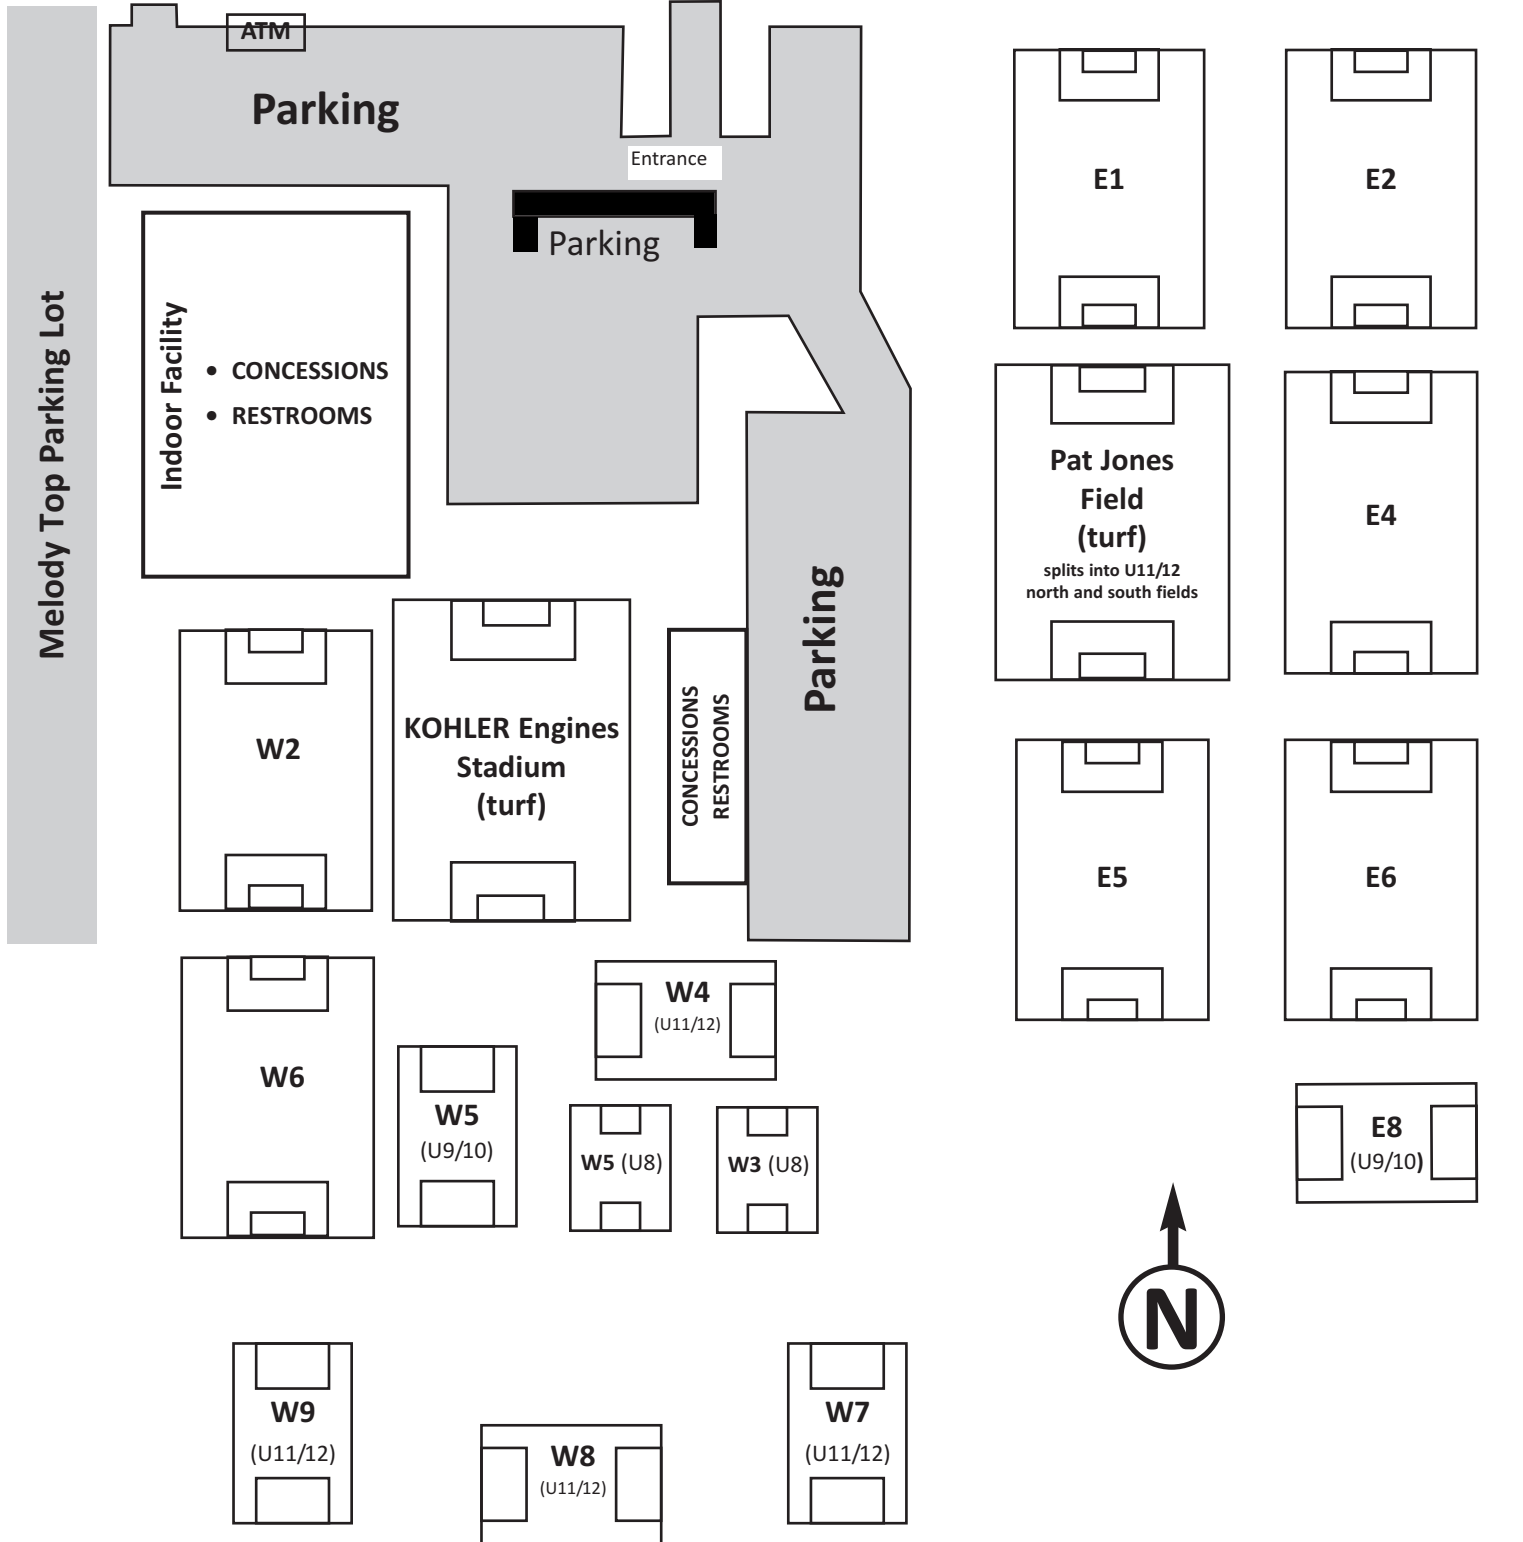 ATM
Parking
Entrance
Parking
Melody Top Parking Lot
Indoor Facility
• CONCESSIONS
• RESTROOMS
E1
E2
Pat Jones
Field
(turf)
splits into U11/12
north and south fields
E4
Parking
W2
KOHLER Engines
Stadium
(turf)
CONCESSIONS
RESTROOMS
E5
E6
W4
(U11/12)
W6
W5
(U9/10)
W5 (U8)
W3 (U8)
E8
(U9/10)
N
W9
(U11/12)
W8
(U11/12)
W7
(U11/12)